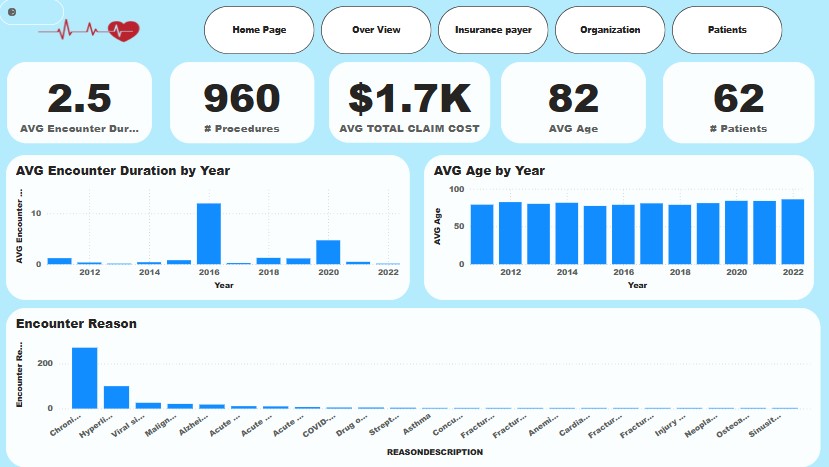 Home Page
Over View
Insurance payer
Organization
Patients
2.5
AVG Encounter Dur...
960
# Procedures
$1.7K
AVG TOTAL CLAIM COST
82
AVG Age
62
# Patients
AVG Encounter Duration by Year
AVG Encounter ...
10
0
2012
2014
2016
2018
2020
2022
Year
AVG Age by Year
AVG Age
100
50
0
2012
2014
2016
2018
2020
2022
Year
Encounter Reason
Encounter Re...
200
0
Chroni...
Hyperli...
Viral si...
Malign...
Alzhei...
Acute ...
Acute ...
Acute ...
COVID-...
Drug o...
Strept...
Asthma
Concu...
Fractur...
Fractur...
Anemi...
Cardia...
Fractur...
Fractur...
Injury ...
Neopla...
Osteoa...
Sinusit...
REASONDESCRIPTION